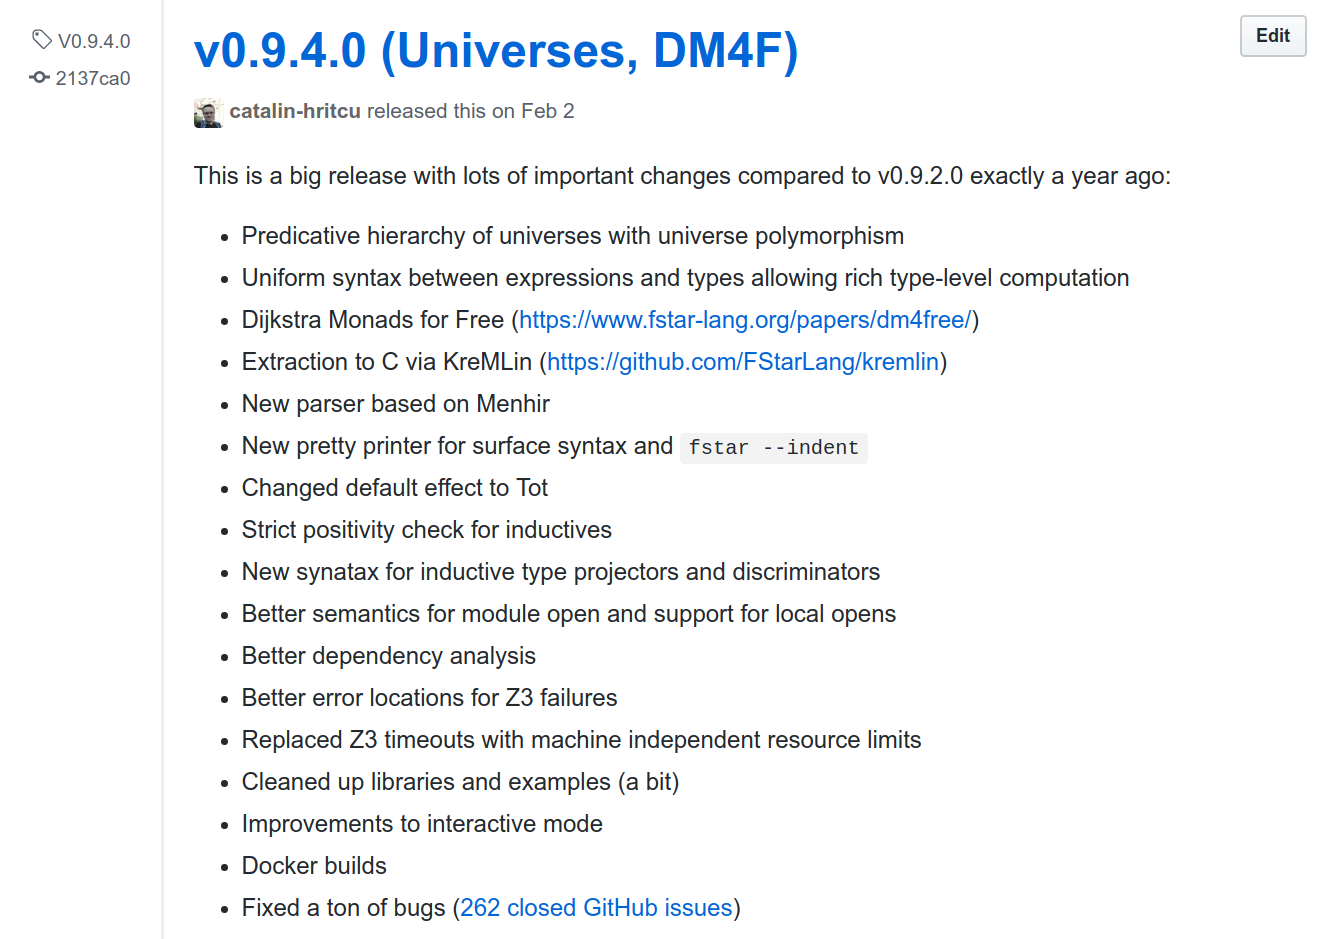 V0.9.4.0
2137ca0
v0.9.4.0 (Universes, DM4F)
Edit
catalin-hritcu released this on Feb 2
This is a big release with lots of important changes compared to v0.9.2.0 exactly a year ago:
• Predicative hierarchy of universes with universe polymorphism
• Uniform syntax between expressions and types allowing rich type-level computation
• Dijkstra Monads for Free (https://www.fstar-lang.org/papers/dm4free/)
• Extraction to C via KreMLin (https://github.com/FStarLang/kremlin)
• New parser based on Menhir
• New pretty printer for surface syntax and fstar --indent
• Changed default effect to Tot
• Strict positivity check for inductives
• New synatax for inductive type projectors and discriminators
• Better semantics for module open and support for local opens
• Better dependency analysis
• Better error locations for Z3 failures
• Replaced Z3 timeouts with machine independent resource limits
• Cleaned up libraries and examples (a bit)
• Improvements to interactive mode
• Docker builds
• Fixed a ton of bugs (262 closed GitHub issues)